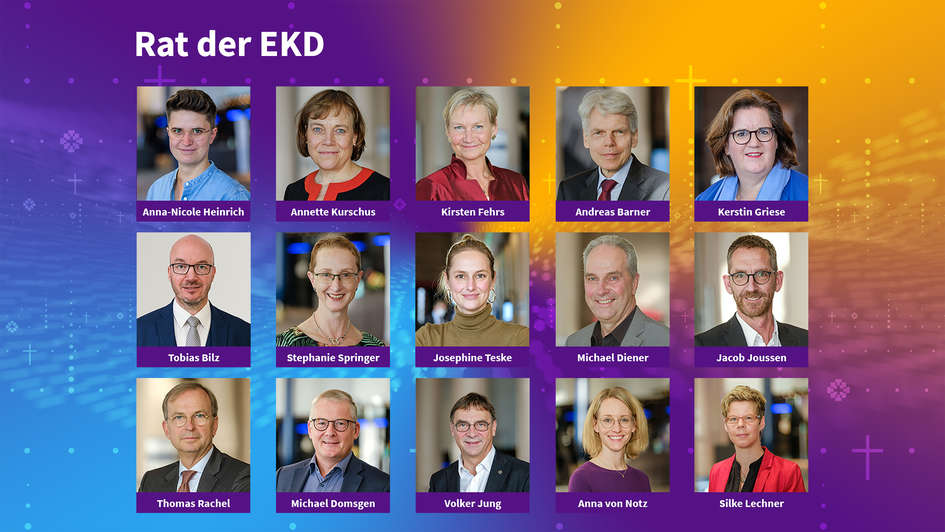 Rat der EKD
Anna-Nicole Heinrich
Annette Kurschus
Kirsten Fehrs
Andreas Barner
Kerstin Griese
Tobias Bilz
Stephanie Springer
Josephine Teske
Michael Diener
Jacob Joussen
Thomas Rachel
Michael Domsgen
Volker Jung
Anna von Notz
Silke Lechner